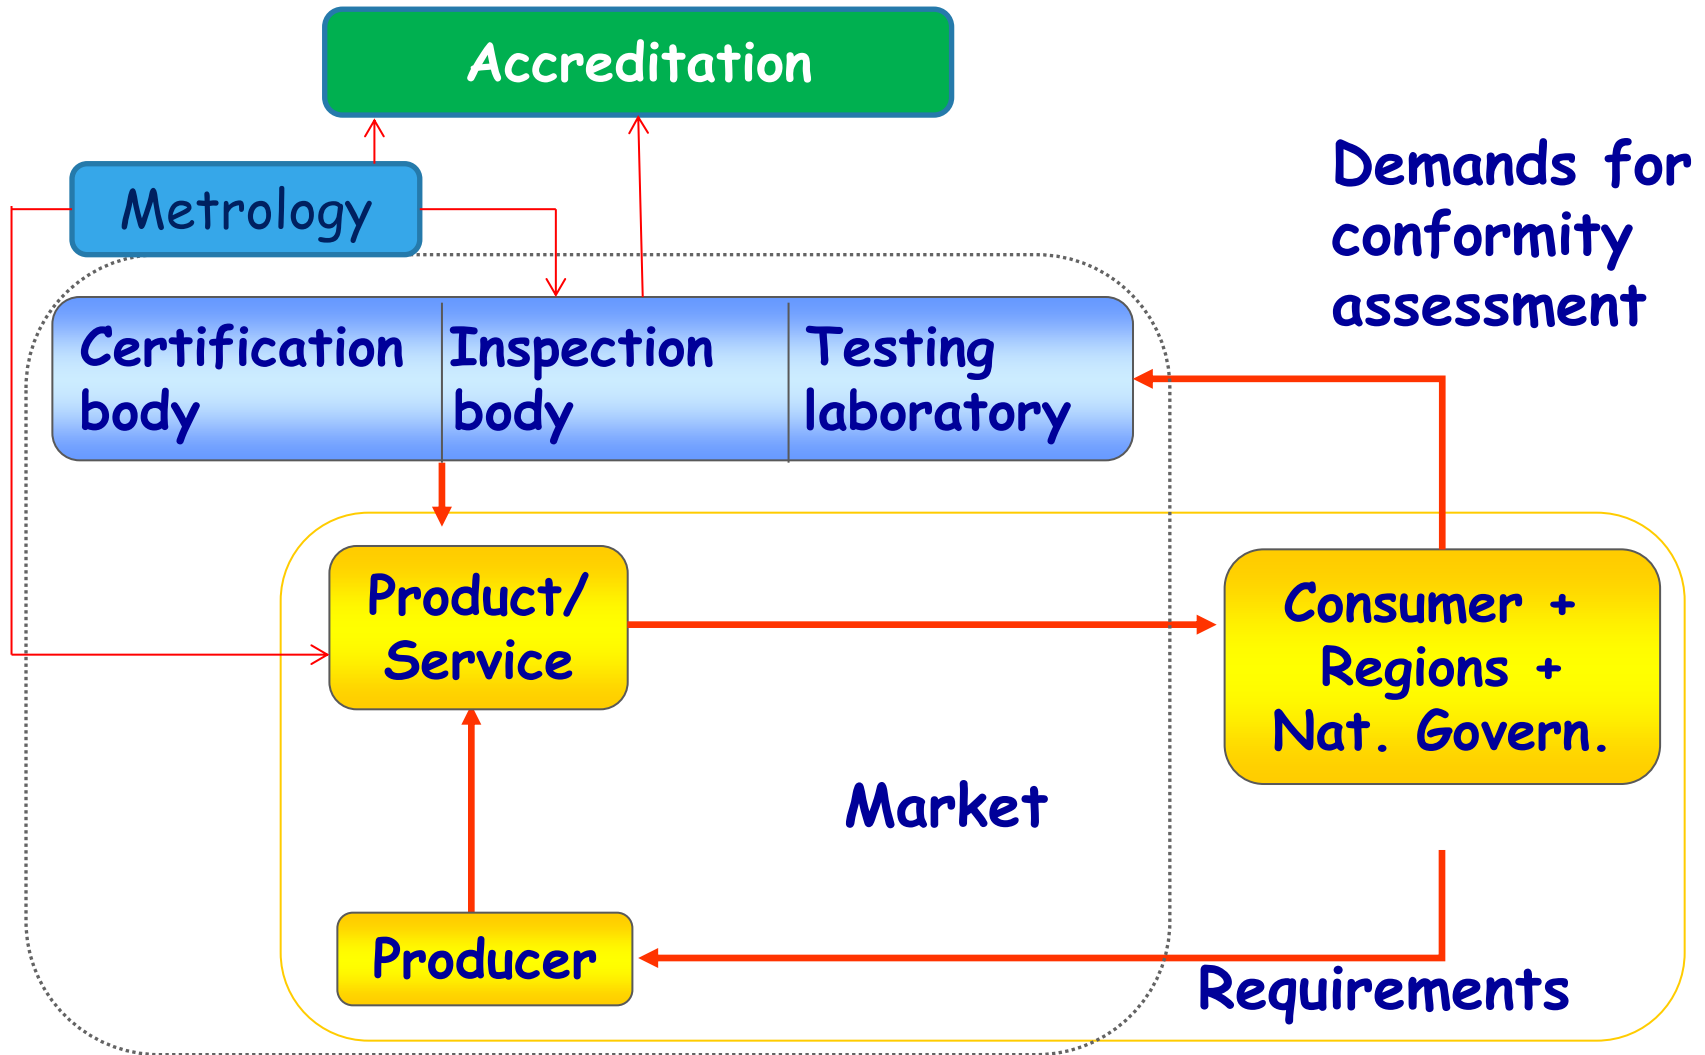 Accreditation
Metrology
Demands for
conformity
assessment
Certification
body
Inspection
body
Testing
laboratory
Product/
Service
Consumer +
Regions +
Nat. Govern.
Market
Producer
Requirements